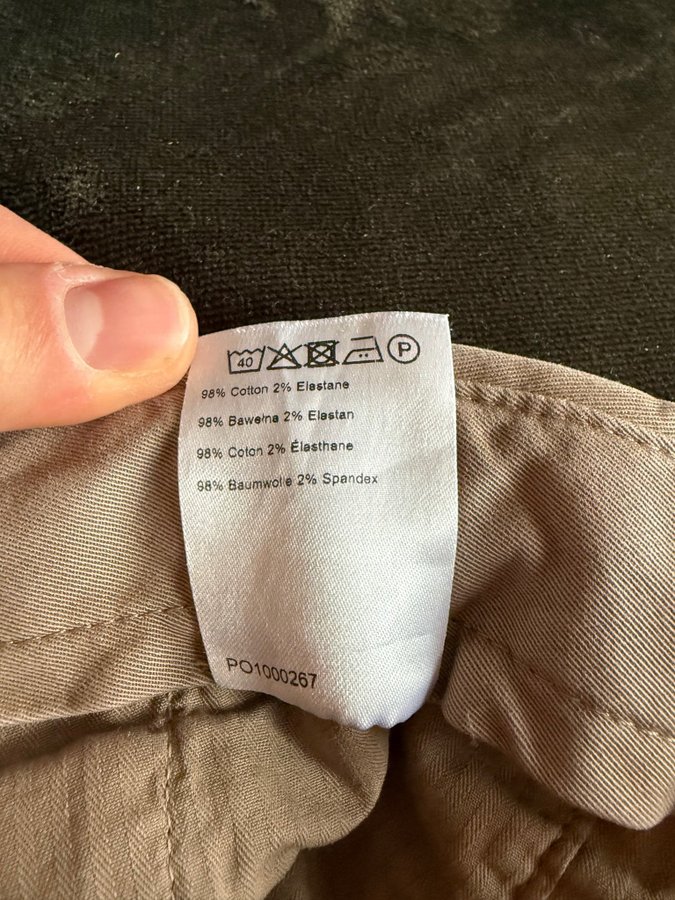 40 P
98% Cotton 2% Elastane
98% Bawełna 2% Elastan
98% Coton 2% Élasthane
98% Baumwolle 2% Spandex
PO1000267